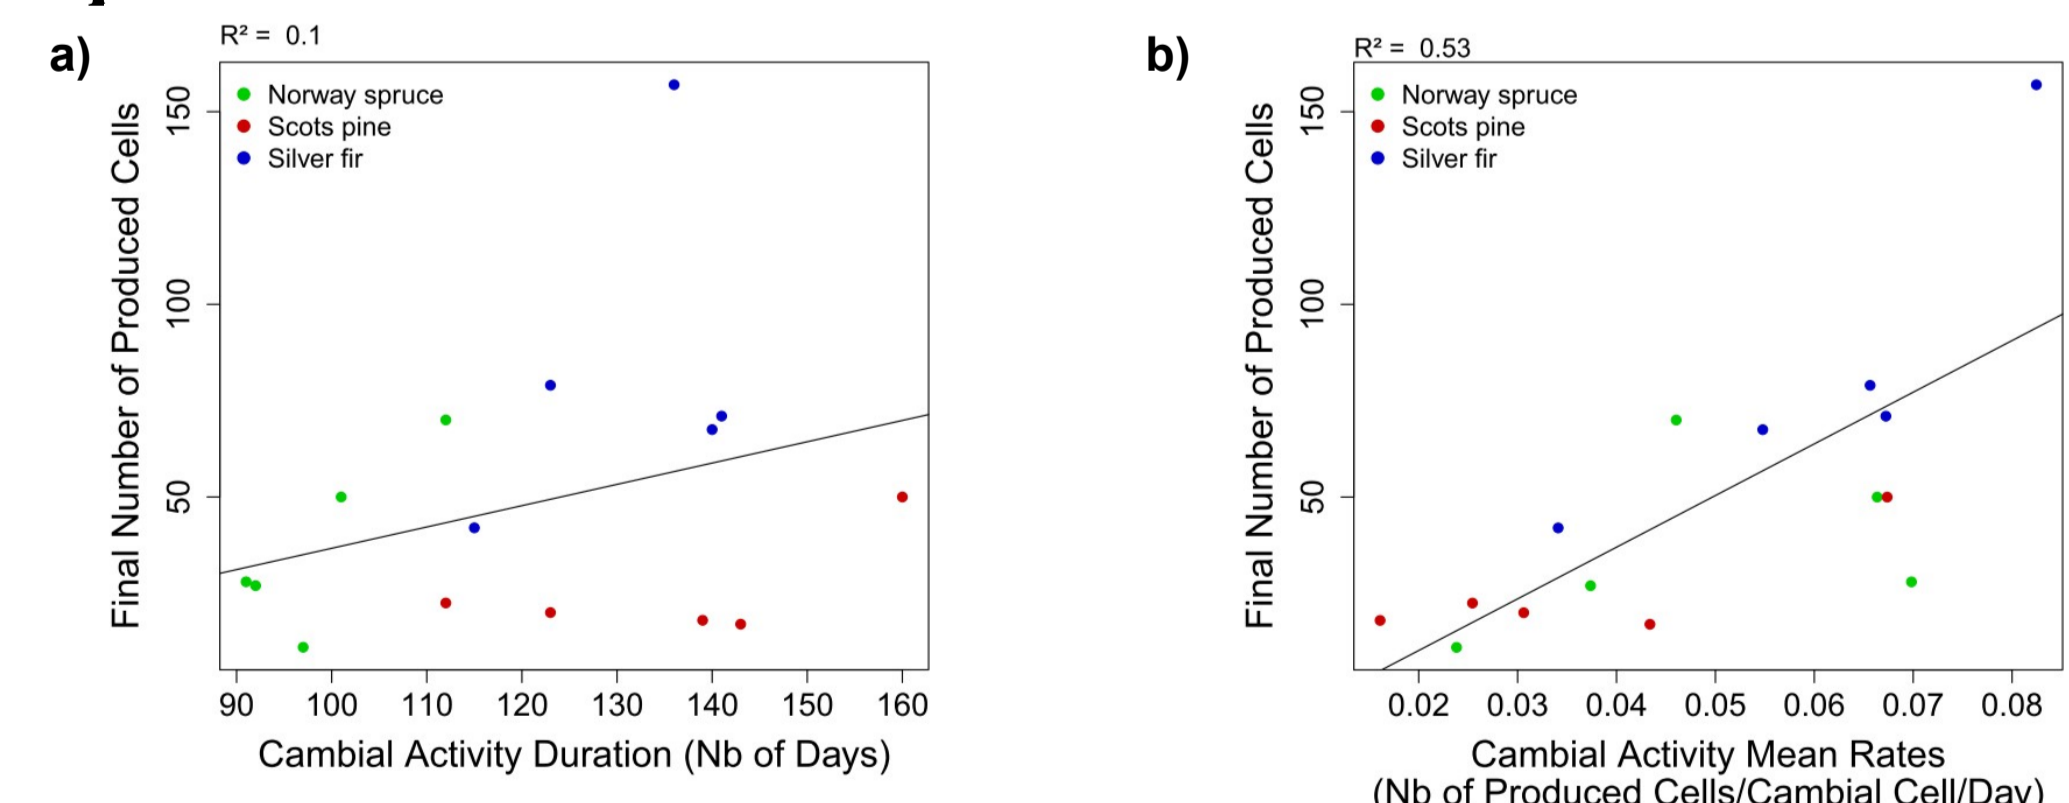 a)
R² = 0.1
Norway spruce
Scots pine
Silver fir
Final Number of Produced Cells
150
100
50
90 100 110 120 130 140 150 160
Cambial Activity Duration (Nb of Days)
b)
R² = 0.53
Norway spruce
Scots pine
Silver fir
Final Number of Produced Cells
150
100
50
0.02 0.03 0.04 0.05 0.06 0.07 0.08
Cambial Activity Mean Rates
(Nb of Produced Cells/Cambial Cell/Day)